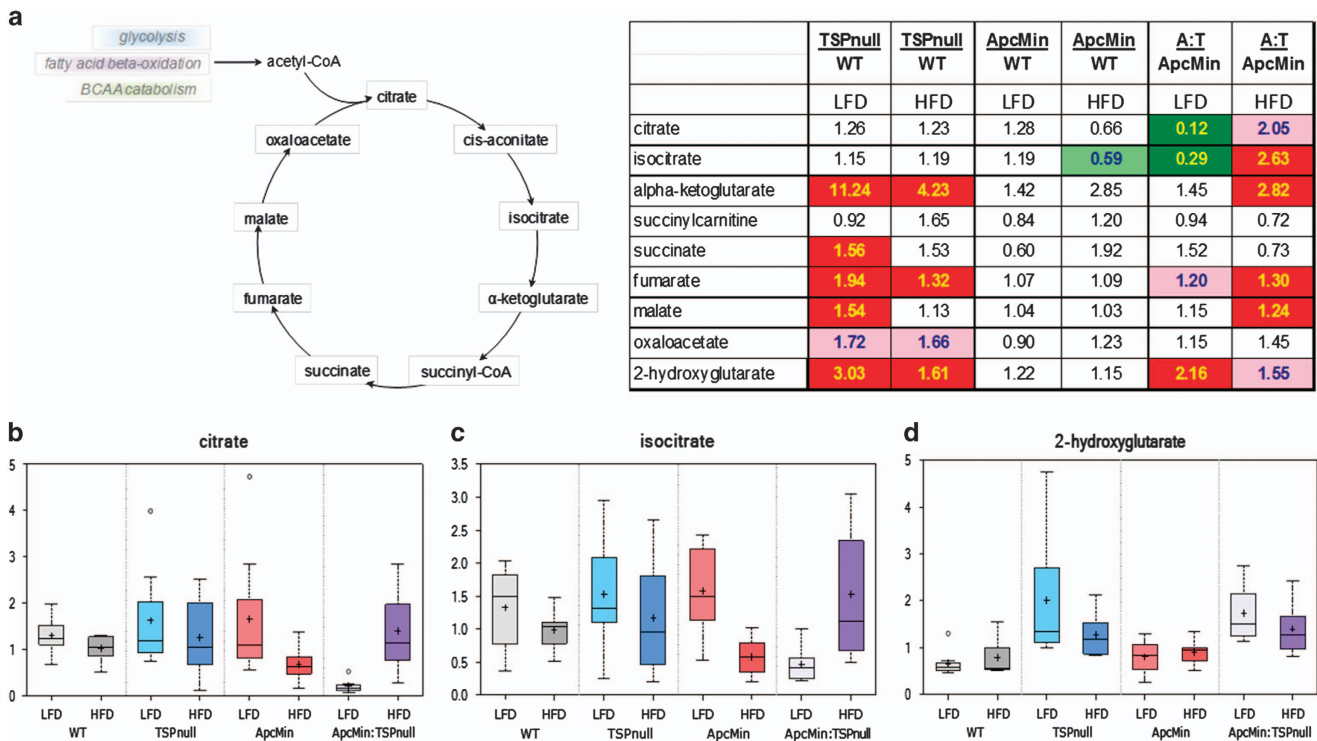 a
glycolysis
fatty acid beta-oxidation
BCAA catabolism
acetyl-CoA
citrate
cis-aconitate
isocitrate
α-ketoglutarate
succinyl-CoA
succinate
fumarate
malate
oxaloacetate
TSPnull TSPnull ApcMin ApcMin A:T A:T
WT WT WT WT ApcMin ApcMin
LFD HFD LFD HFD LFD HFD
citrate 1.26 1.23 1.28 0.66 0.12 2.05
isocitrate 1.15 1.19 1.19 0.59 0.29 2.63
alpha-ketoglutarate 11.24 4.23 1.42 2.85 1.45 2.82
succinylcarnitine 0.92 1.65 0.84 1.20 0.94 0.72
succinate 1.56 1.53 0.60 1.92 1.52 0.73
fumarate 1.94 1.32 1.07 1.09 1.20 1.30
malate 1.54 1.13 1.04 1.03 1.15 1.24
oxaloacetate 1.72 1.66 0.90 1.23 1.15 1.45
2-hydroxyglutarate 3.03 1.61 1.22 1.15 2.16 1.55
b
citrate
5
4
3
2
1
0
LFD HFD LFD HFD LFD HFD LFD HFD
WT TSPnull ApcMin ApcMin:TSPnull
c
isocitrate
3.5
3.0
2.5
2.0
1.5
1.0
0.5
0.0
LFD HFD LFD HFD LFD HFD LFD HFD
WT TSPnull ApcMin ApcMin:TSPnull
d
2-hydroxyglutarate
5
4
3
2
1
0
LFD HFD LFD HFD LFD HFD LFD HFD
WT TSPnull ApcMin ApcMin:TSPnull